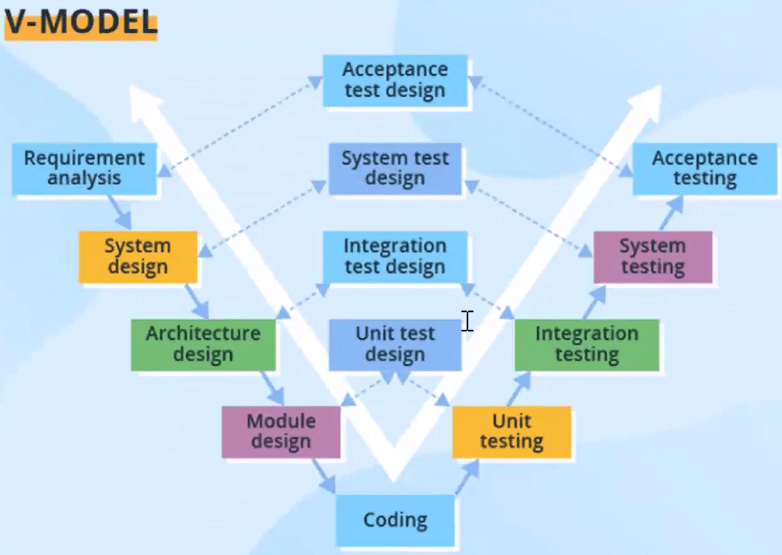 V-MODEL
Acceptance
test design
Requirement
analysis
System test
design
Acceptance
testing
System
design
Integration
test design
System
testing
Architecture
design
Unit test
design
Integration
testing
Module
design
Unit
testing
Coding